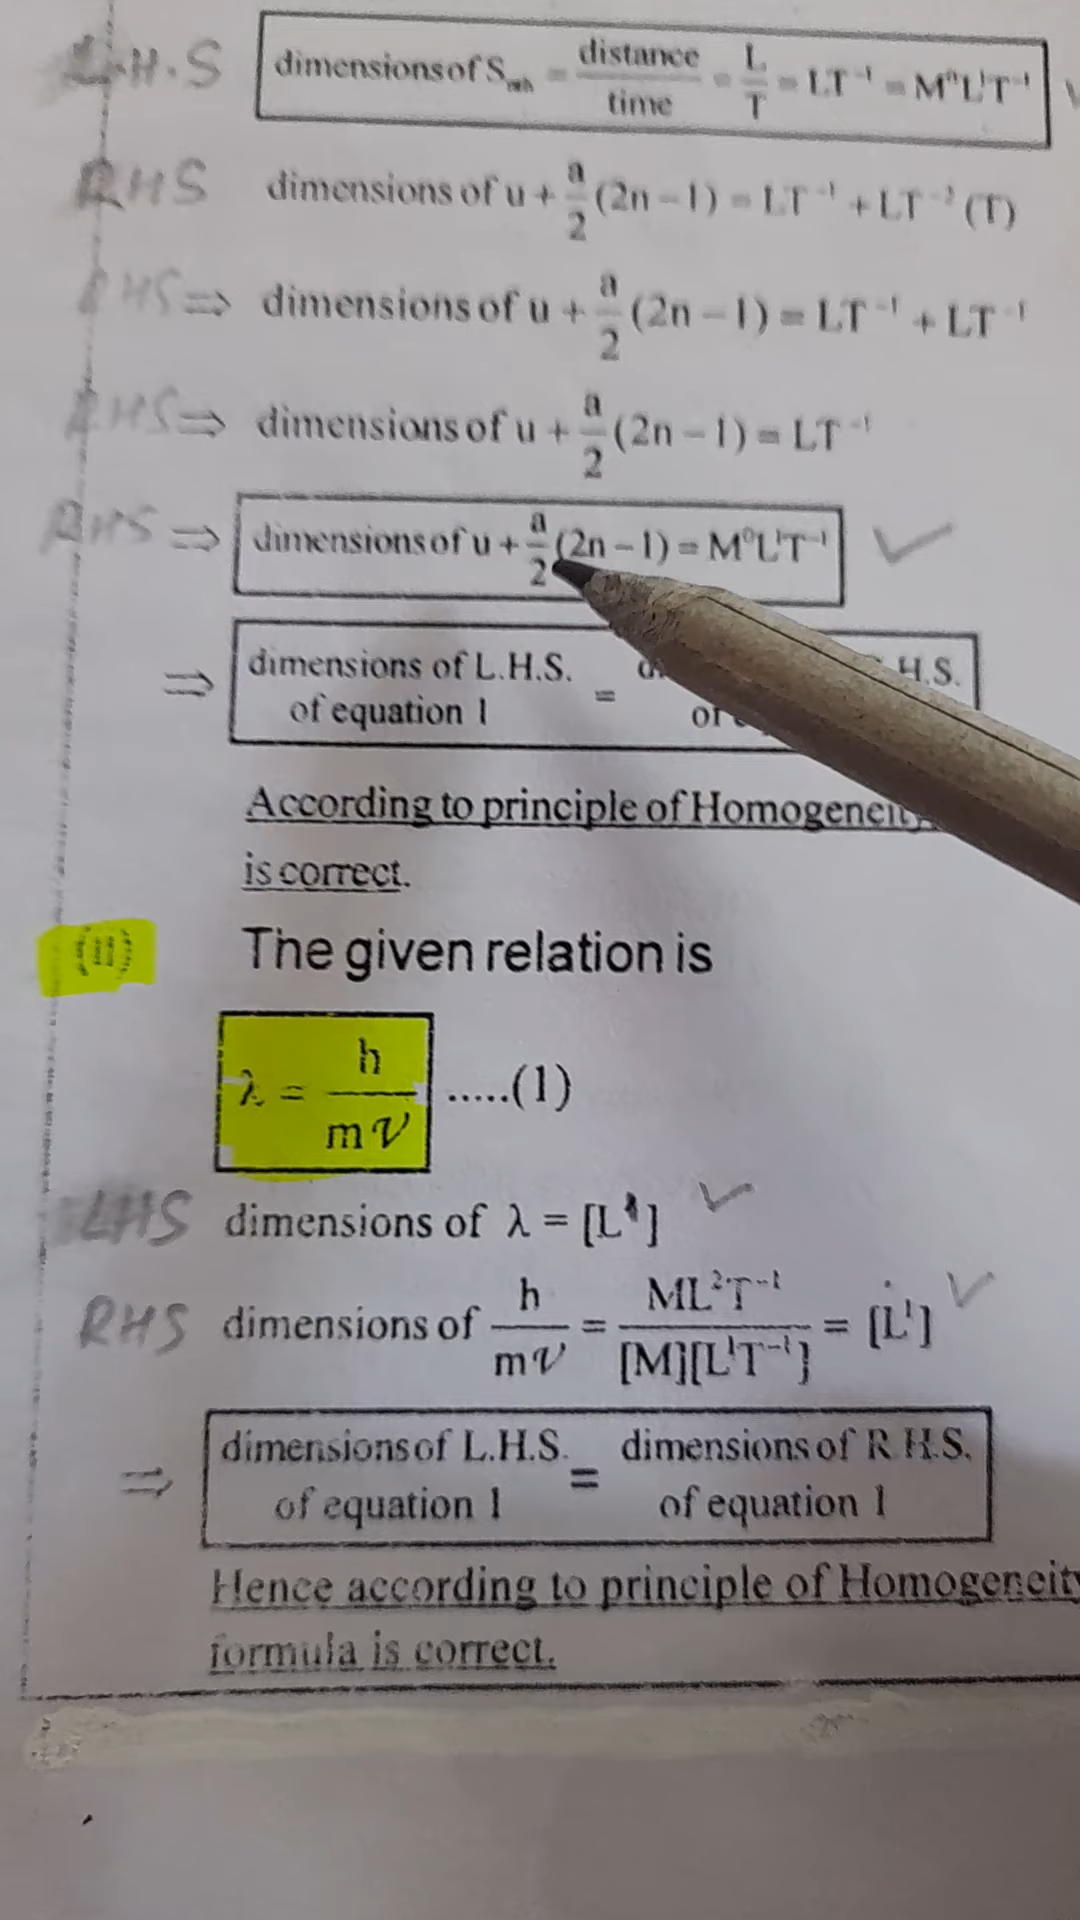 L.H.S dimensions of Snth = distance/time = L/T = LT⁻¹ = M⁰L¹T⁻¹
RHS dimensions of u + a/2 (2n – 1) = LT⁻¹ + LT⁻² (T)
RHS ⇒ dimensions of u + a/2 (2n – 1) = LT⁻¹ + LT⁻¹
RHS ⇒ dimensions of u + a/2 (2n – 1) = LT⁻¹
RHS ⇒ dimensions of u + a/2 (2n – 1) = M⁰L¹T⁻¹ ✓
⇒ dimensions of L.H.S. of equation 1 = H.S.
According to principle of Homogeneity
is correct.
The given relation is
λ = h/mv .....(1)
LHS dimensions of λ = [L¹] ✓
RHS dimensions of h/mv = ML²T⁻¹/[M][L¹T⁻¹] = [L¹] ✓
⇒ dimensions of L.H.S. of equation 1 = dimensions of R.H.S. of equation 1
Hence according to principle of Homogeneity
formula is correct.